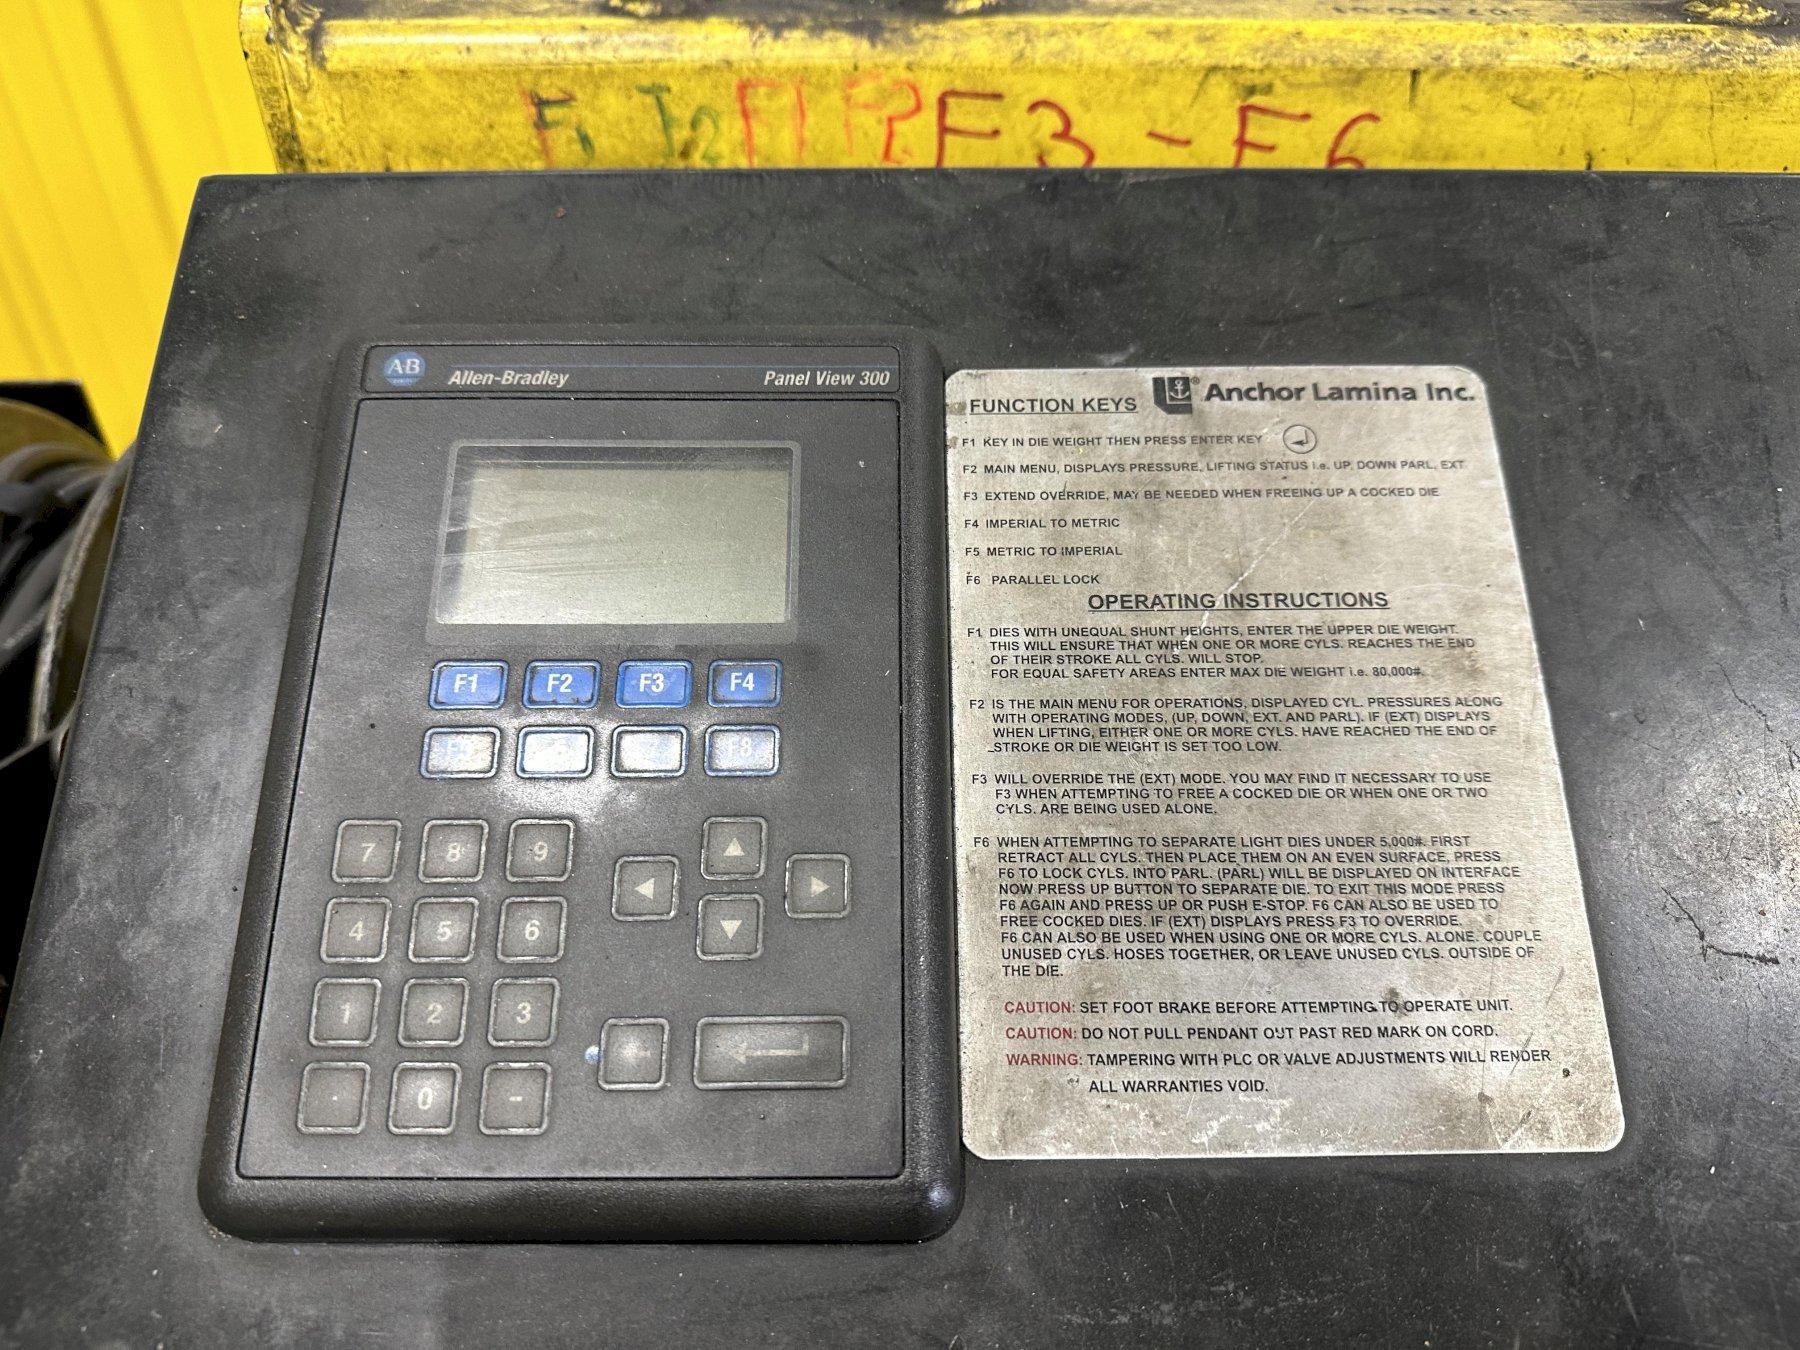 F1 F2 F1 F2 F3 - F6
A-B
Allen-Bradley
Panel View 300
F1 F2 F3 F4
F8
7 8 9
4 5 6
1 2 3
. 0 -
Anchor Lamina Inc.
FUNCTION KEYS
F1 KEY IN DIE WEIGHT THEN PRESS ENTER KEY
F2 MAIN MENU, DISPLAYS PRESSURE, LIFTING STATUS i.e. UP, DOWN PARL, EXT
F3 EXTEND OVERRIDE, MAY BE NEEDED WHEN FREEING UP A COCKED DIE
F4 IMPERIAL TO METRIC
F5 METRIC TO IMPERIAL
F6 PARALLEL LOCK
OPERATING INSTRUCTIONS
F1 DIES WITH UNEQUAL SHUNT HEIGHTS, ENTER THE UPPER DIE WEIGHT.
THIS WILL ENSURE THAT WHEN ONE OR MORE CYLS. REACHES THE END
OF THEIR STROKE ALL CYLS. WILL STOP.
FOR EQUAL SAFETY AREAS ENTER MAX DIE WEIGHT i.e. 80,000#.
F2 IS THE MAIN MENU FOR OPERATIONS, DISPLAYED CYL. PRESSURES ALONG
WITH OPERATING MODES, (UP, DOWN, EXT. AND PARL). IF (EXT) DISPLAYS
WHEN LIFTING, EITHER ONE OR MORE CYLS. HAVE REACHED THE END OF
STROKE OR DIE WEIGHT IS SET TOO LOW.
F3 WILL OVERRIDE THE (EXT) MODE. YOU MAY FIND IT NECESSARY TO USE
F3 WHEN ATTEMPTING TO FREE A COCKED DIE OR WHEN ONE OR TWO
CYLS. ARE BEING USED ALONE.
F6 WHEN ATTEMPTING TO SEPARATE LIGHT DIES UNDER 5,000#. FIRST
RETRACT ALL CYLS. THEN PLACE THEM ON AN EVEN SURFACE, PRESS
F6 TO LOCK CYLS. INTO PARL. (PARL) WILL BE DISPLAYED ON INTERFACE
NOW PRESS UP BUTTON TO SEPARATE DIE. TO EXIT THIS MODE PRESS
F6 AGAIN AND PRESS UP OR PUSH E-STOP. F6 CAN ALSO BE USED TO
FREE COCKED DIES. IF (EXT) DISPLAYS PRESS F3 TO OVERRIDE.
F6 CAN ALSO BE USED WHEN USING ONE OR MORE CYLS. ALONE. COUPLE
UNUSED CYLS. HOSES TOGETHER, OR LEAVE UNUSED CYLS. OUTSIDE OF
THE DIE.
CAUTION: SET FOOT BRAKE BEFORE ATTEMPTING TO OPERATE UNIT.
CAUTION: DO NOT PULL PENDANT OUT PAST RED MARK ON CORD.
WARNING: TAMPERING WITH PLC OR VALVE ADJUSTMENTS WILL RENDER
ALL WARRANTIES VOID.